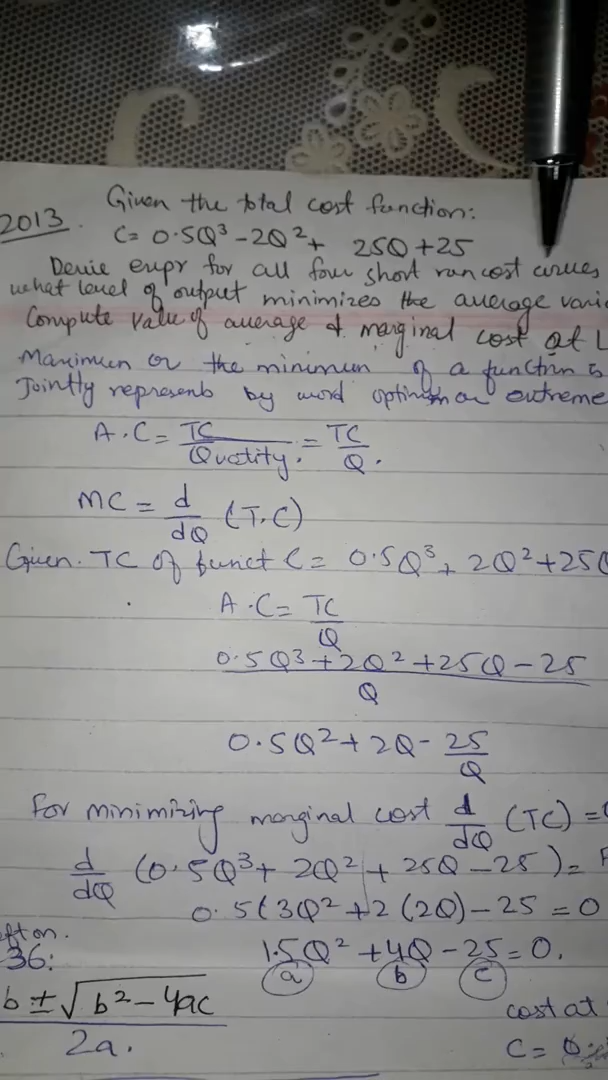 2013. Given the total cost function:
C= 0.5Q³ - 2Q² + 25Q + 25
Derive expr for all four short run cost curves
what level of output minimizes the average vari
Compute value of average & marginal cost at L
Maximum or the minimum of a function is
Jointly represents by word optimum or extreme
A.C = TC / Quatity. = TC / Q.
MC = d/dQ (T.C)
Given. TC of funct C = 0.5Q³ + 2Q² + 25Q
A.C = TC / Q
0.5Q³ + 2Q² + 25Q - 25 / Q
0.5Q² + 2Q - 25 / Q
for minimizing marginal cost d/dQ (TC) =
d/dQ (0.5Q³ + 2Q² + 25Q - 25) =
0.5(3Q² + 2(2Q) - 25 = 0
36: 1.5Q² + 4Q - 25 = 0.
a b c
b ± √b² - 4ac / 2a.
cost at
C = 0.